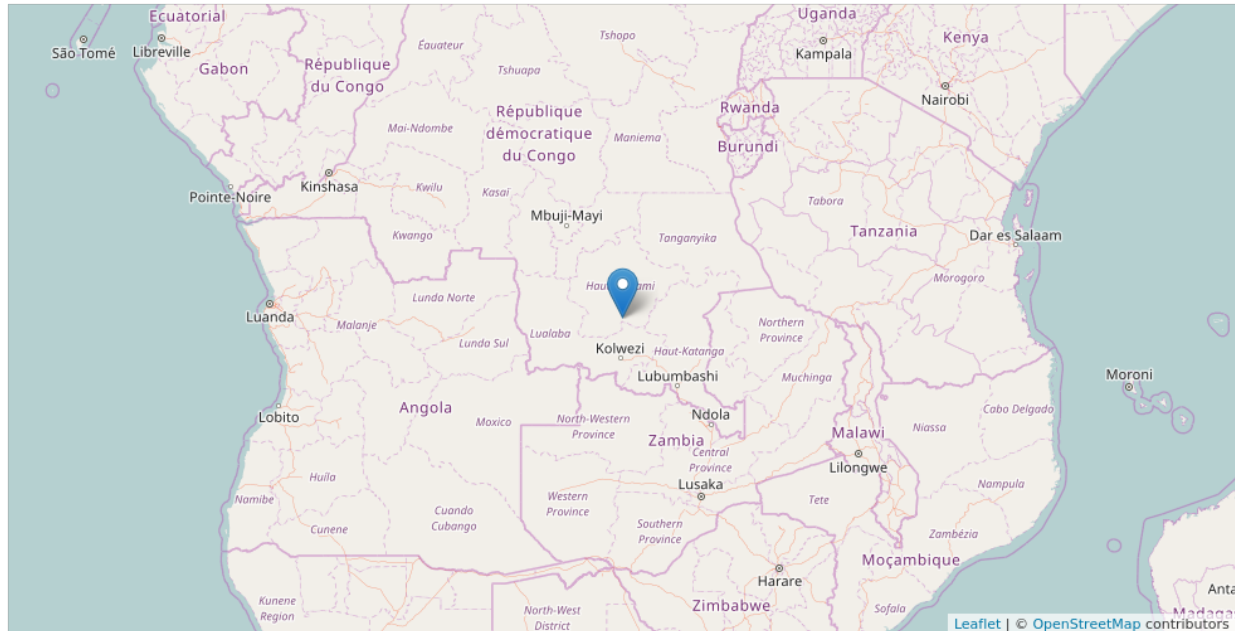 Ecuatorial
São Tomé
Libreville
Gabon
République
du Congo
Éauateur
Tshopo
Tshuapa
Uganda
Kampala
Kenya
Nairobi
République
démocratique
du Congo
Mai-Ndombe
Maniema
Rwanda
Burundi
Pointe-Noire
Kinshasa
Kwilu
Kasaï
Kwango
Mbuji-Mayi
Tanganyika
Tabora
Tanzania
Dar es Salaam
Morogoro
Luanda
Malanje
Lunda Norte
Lunda Sul
Lualaba
Kolwezi
Haut-Katanga
Lubumbashi
Northern
Province
Muchinga
Moroni
Lobito
Angola
Moxico
North-Western
Province
Ndola
Zambia
Central
Province
Malawi
Lilongwe
Niassa
Cabo Delgado
Nampula
Namibe
Huíla
Cunene
Cuando
Cubango
Western
Province
Lusaka
Southern
Province
Tete
Zambézia
Moçambique
Kunene
Region
North-West
District
Harare
Zimbabwe
Sofala
Anta
Madaga
Leaflet | © OpenStreetMap contributors